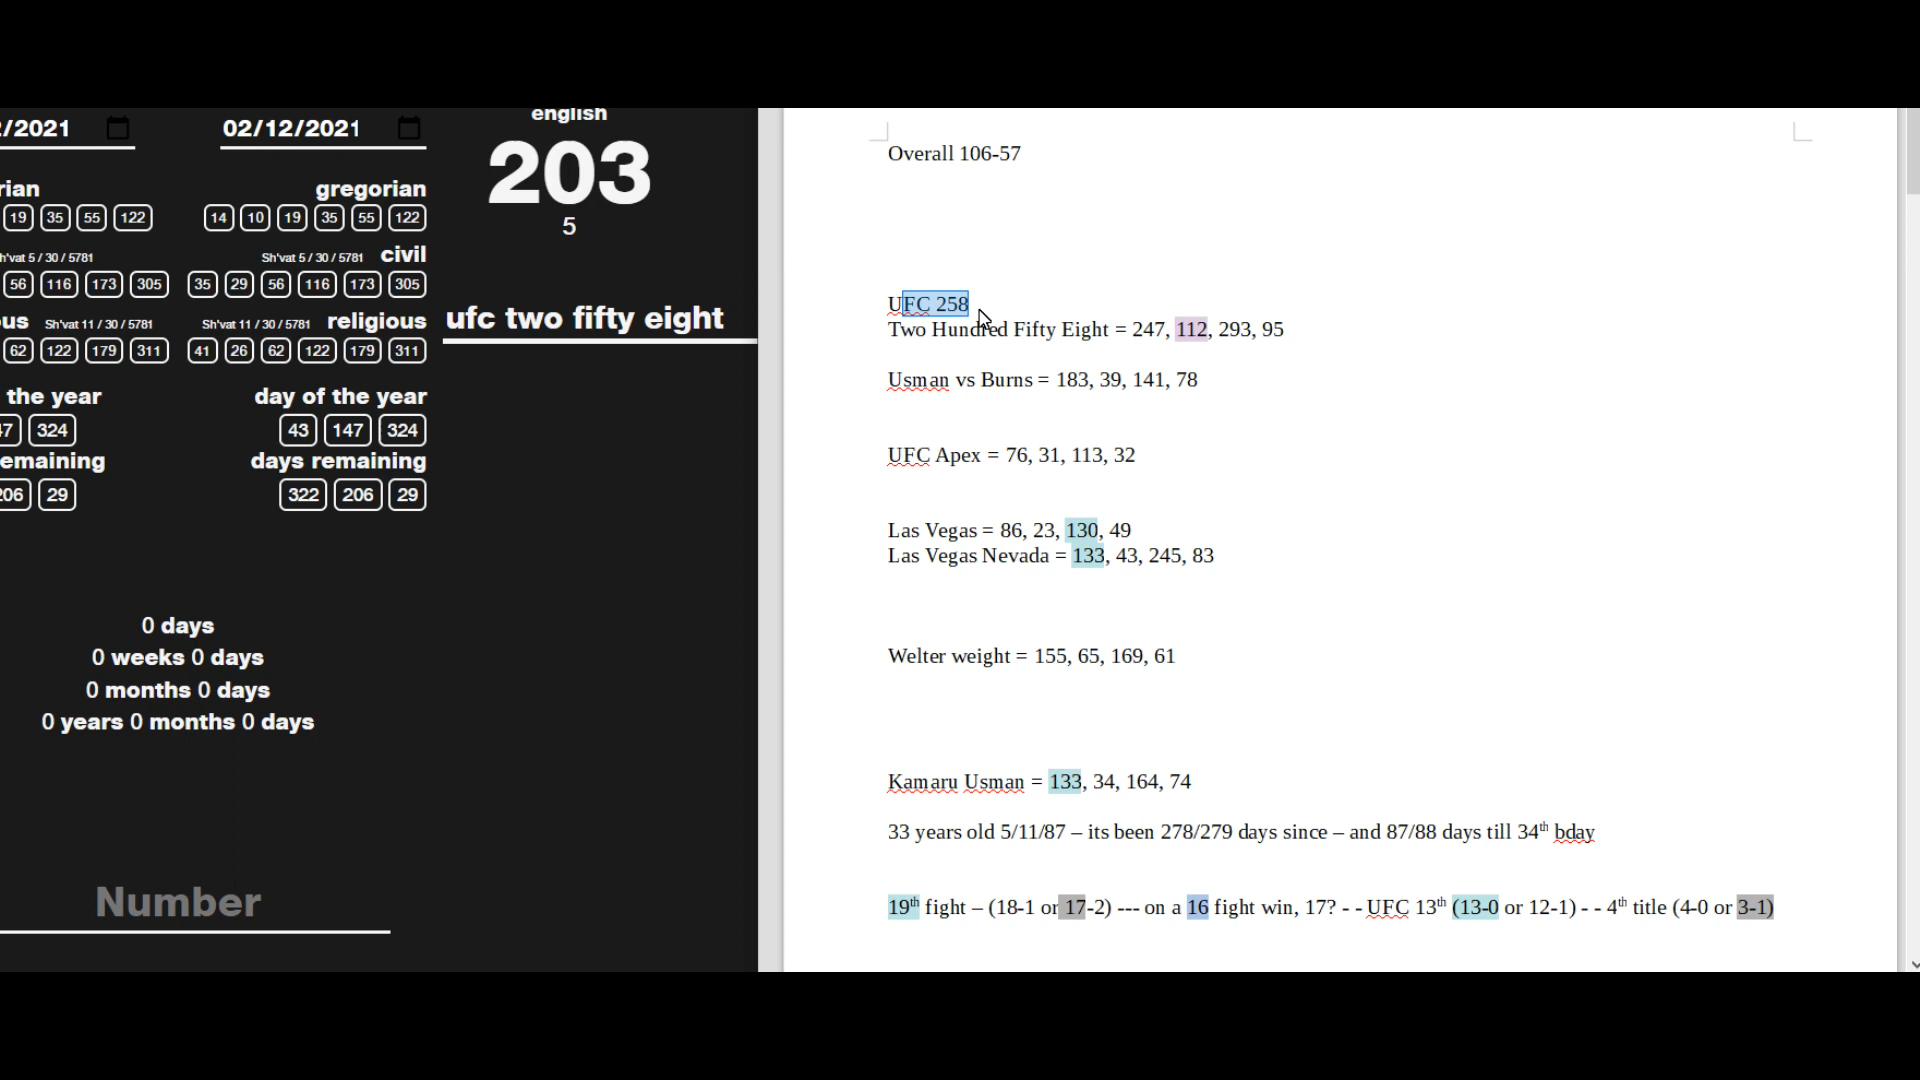 /2021
02/12/2021
rian
gregorian
19 35 55 122
14 10 19 35 55 122
h'vat 5 / 30 / 5781
Sh'vat 5 / 30 / 5781 civil
56 116 173 305
35 29 56 116 173 305
us Sh'vat 11 / 30 / 5781
Sh'vat 11 / 30 / 5781 religious
62 122 179 311
41 26 62 122 179 311
the year
day of the year
47 324
43 147 324
emaining
days remaining
206 29
322 206 29
0 days
0 weeks 0 days
0 months 0 days
0 years 0 months 0 days
Number
english
203
5
ufc two fifty eight
Overall 106-57
UFC 258
Two Hundred Fifty Eight = 247, 112, 293, 95
Usman vs Burns = 183, 39, 141, 78
UFC Apex = 76, 31, 113, 32
Las Vegas = 86, 23, 130, 49
Las Vegas Nevada = 133, 43, 245, 83
Welter weight = 155, 65, 169, 61
Kamaru Usman = 133, 34, 164, 74
33 years old 5/11/87 – its been 278/279 days since – and 87/88 days till 34th bday
19th fight – (18-1 or 17-2) --- on a 16 fight win, 17? - - UFC 13th (13-0 or 12-1) - - 4th title (4-0 or 3-1)